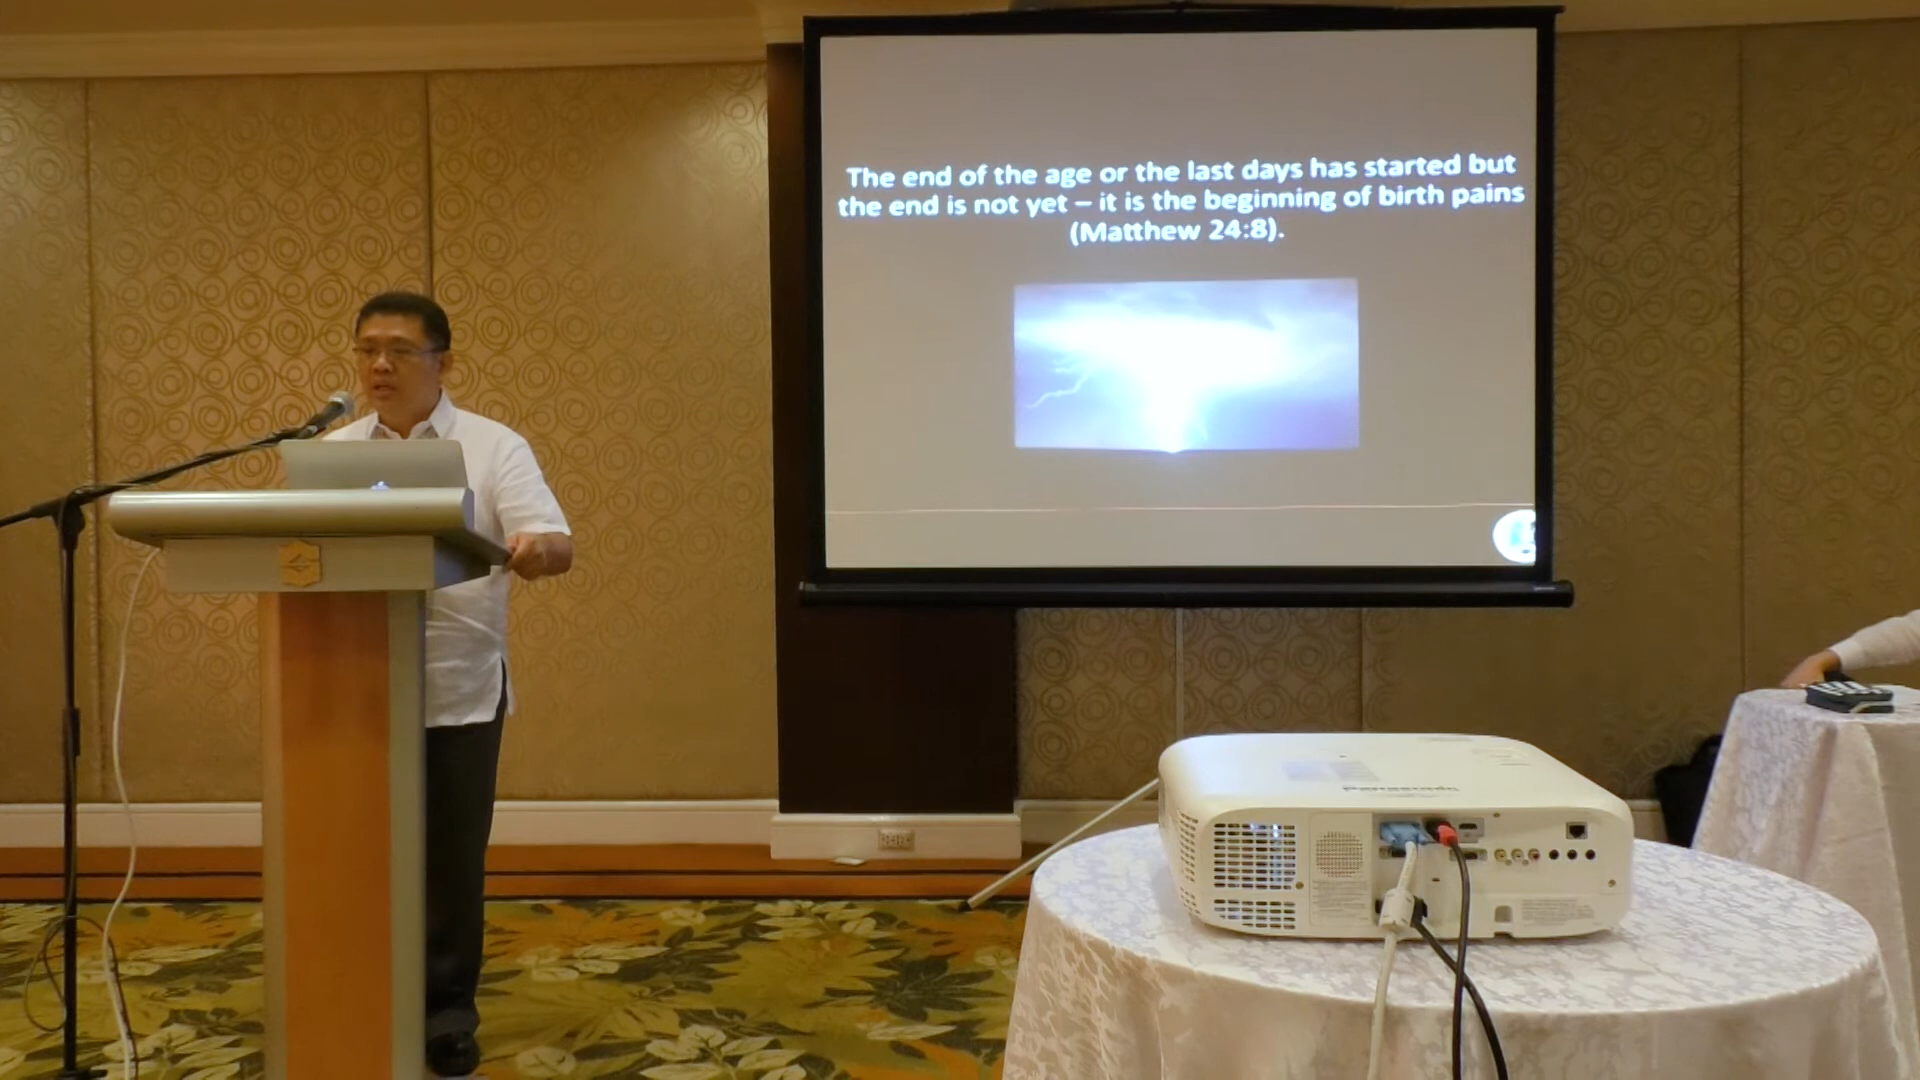 The end of the age or the last days has started but
the end is not yet – it is the beginning of birth pains
(Matthew 24:8).
Panasonic